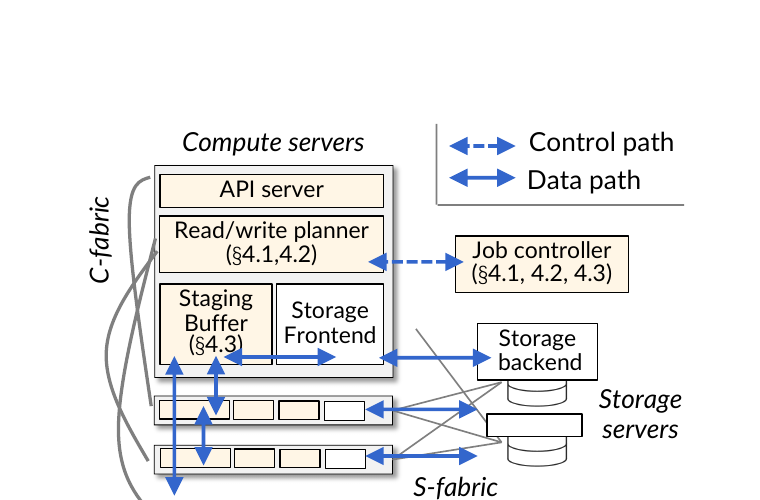 Compute servers
Control path
Data path
API server
Read/write planner
(§4.1,4.2)
C-fabric
Job controller
(§4.1, 4.2, 4.3)
Staging
Buffer
(§4.3)
Storage
Frontend
Storage
backend
Storage
servers
S-fabric